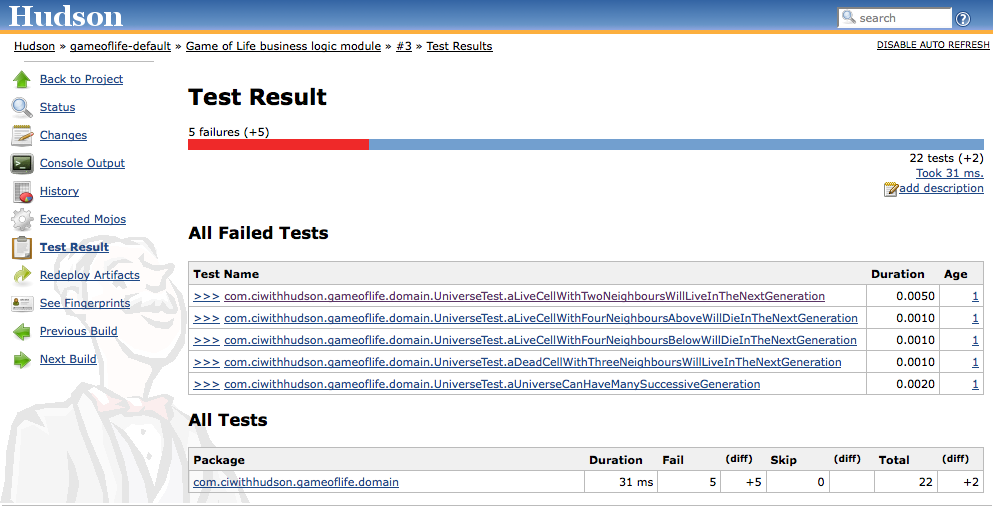 Hudson
search
?
Hudson » gameoflife-default » Game of Life business logic module » #3 » Test Results
DISABLE AUTO REFRESH
Back to Project
Status
Changes
Console Output
History
Executed Mojos
Test Result
Redeploy Artifacts
See Fingerprints
Previous Build
Next Build
Test Result
5 failures (+5)
22 tests (+2)
Took 31 ms.
add description
All Failed Tests
Test Name Duration Age
>>> com.ciwithhudson.gameoflife.domain.UniverseTest.aLiveCellWithTwoNeighboursWillLiveInTheNextGeneration 0.0050 1
>>> com.ciwithhudson.gameoflife.domain.UniverseTest.aLiveCellWithFourNeighboursAboveWillDieInTheNextGeneration 0.0010 1
>>> com.ciwithhudson.gameoflife.domain.UniverseTest.aLiveCellWithFourNeighboursBelowWillDieInTheNextGeneration 0.0010 1
>>> com.ciwithhudson.gameoflife.domain.UniverseTest.aDeadCellWithThreeNeighboursWillLiveInTheNextGeneration 0.0010 1
>>> com.ciwithhudson.gameoflife.domain.UniverseTest.aUniverseCanHaveManySuccessiveGeneration 0.0020 1
All Tests
Package Duration Fail (diff) Skip (diff) Total (diff)
com.ciwithhudson.gameoflife.domain 31 ms 5 +5 0 22 +2